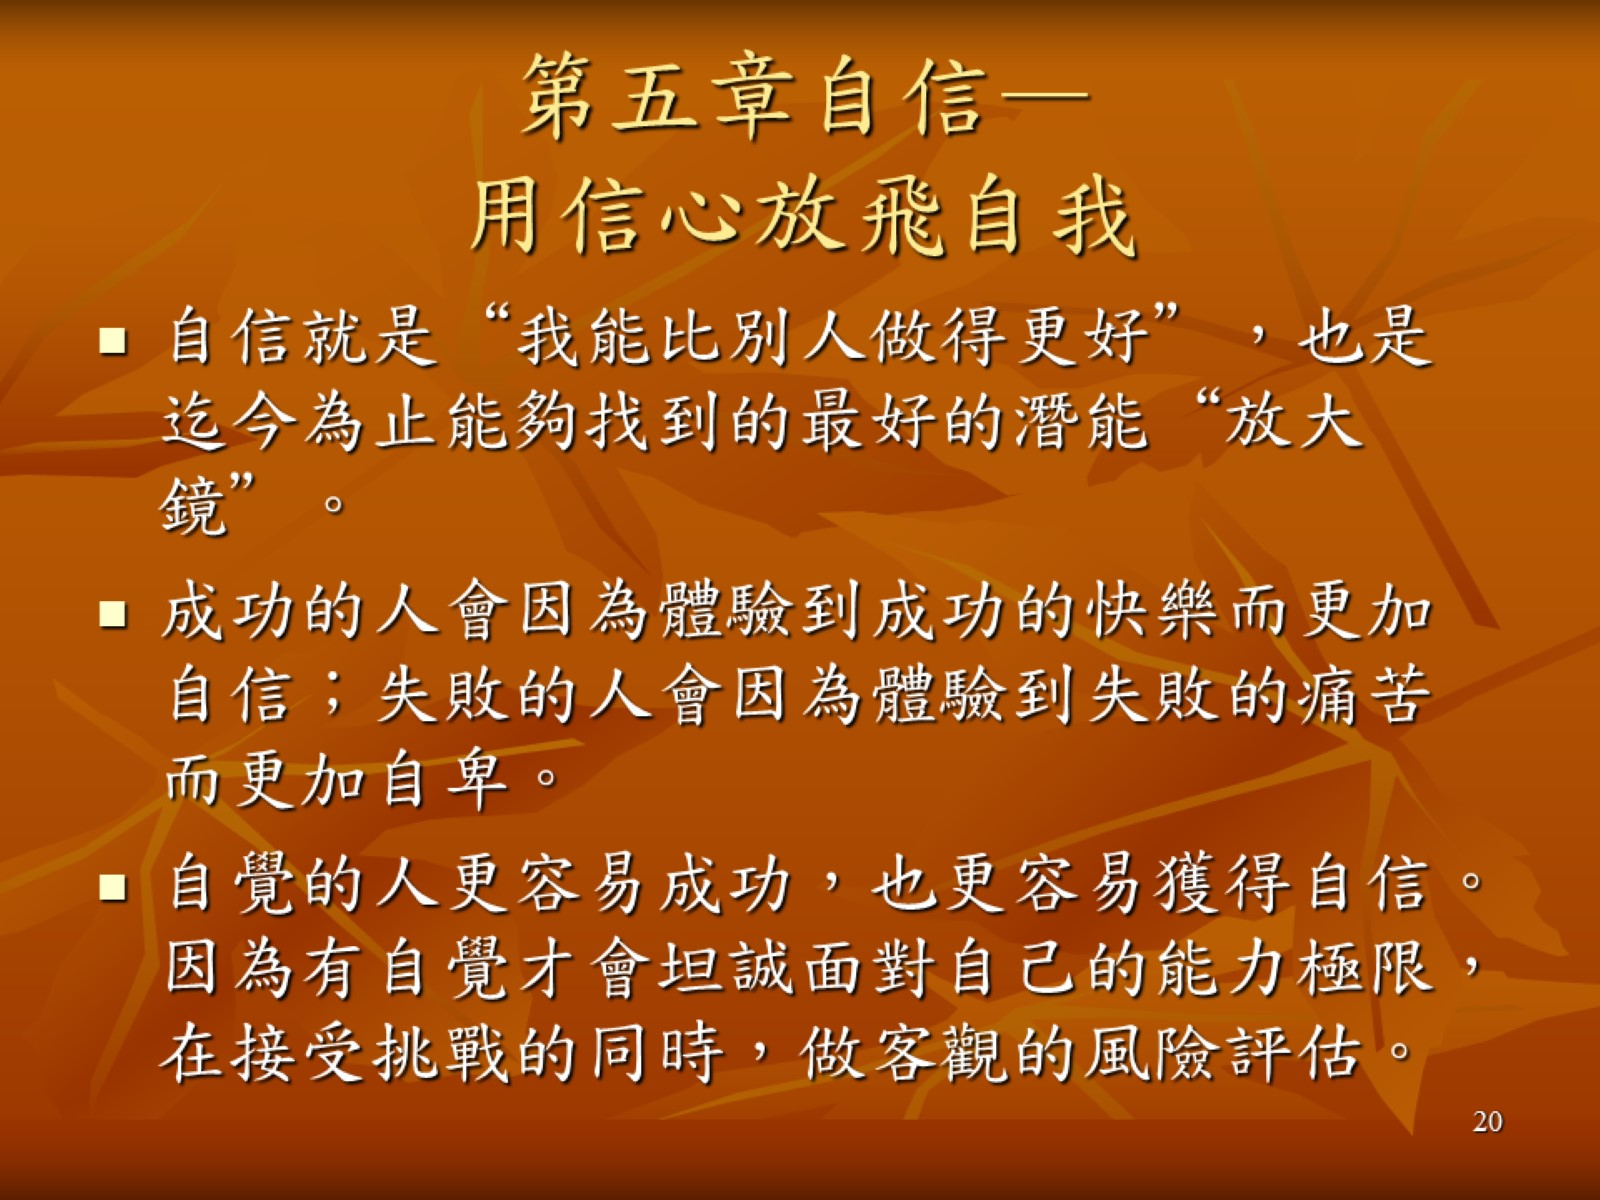 第五章自信—
用信心放飛自我
自信就是“我能比別人做得更好”，也是
迄今為止能夠找到的最好的潛能“放大
鏡”。
成功的人會因為體驗到成功的快樂而更加
自信；失敗的人會因為體驗到失敗的痛苦
而更加自卑。
自覺的人更容易成功，也更容易獲得自信。
因為有自覺才會坦誠面對自己的能力極限，
在接受挑戰的同時，做客觀的風險評估。
20